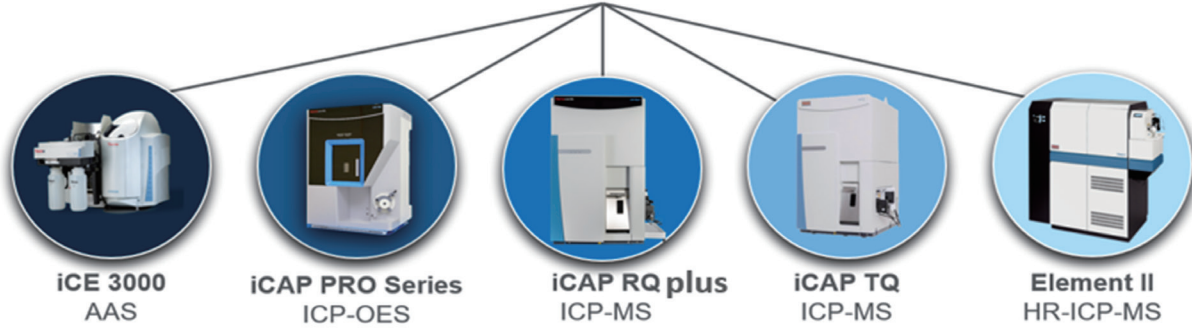 iCE 3000
AAS
iCAP PRO Series
ICP-OES
iCAP RQ plus
ICP-MS
iCAP TQ
ICP-MS
Element II
HR-ICP-MS